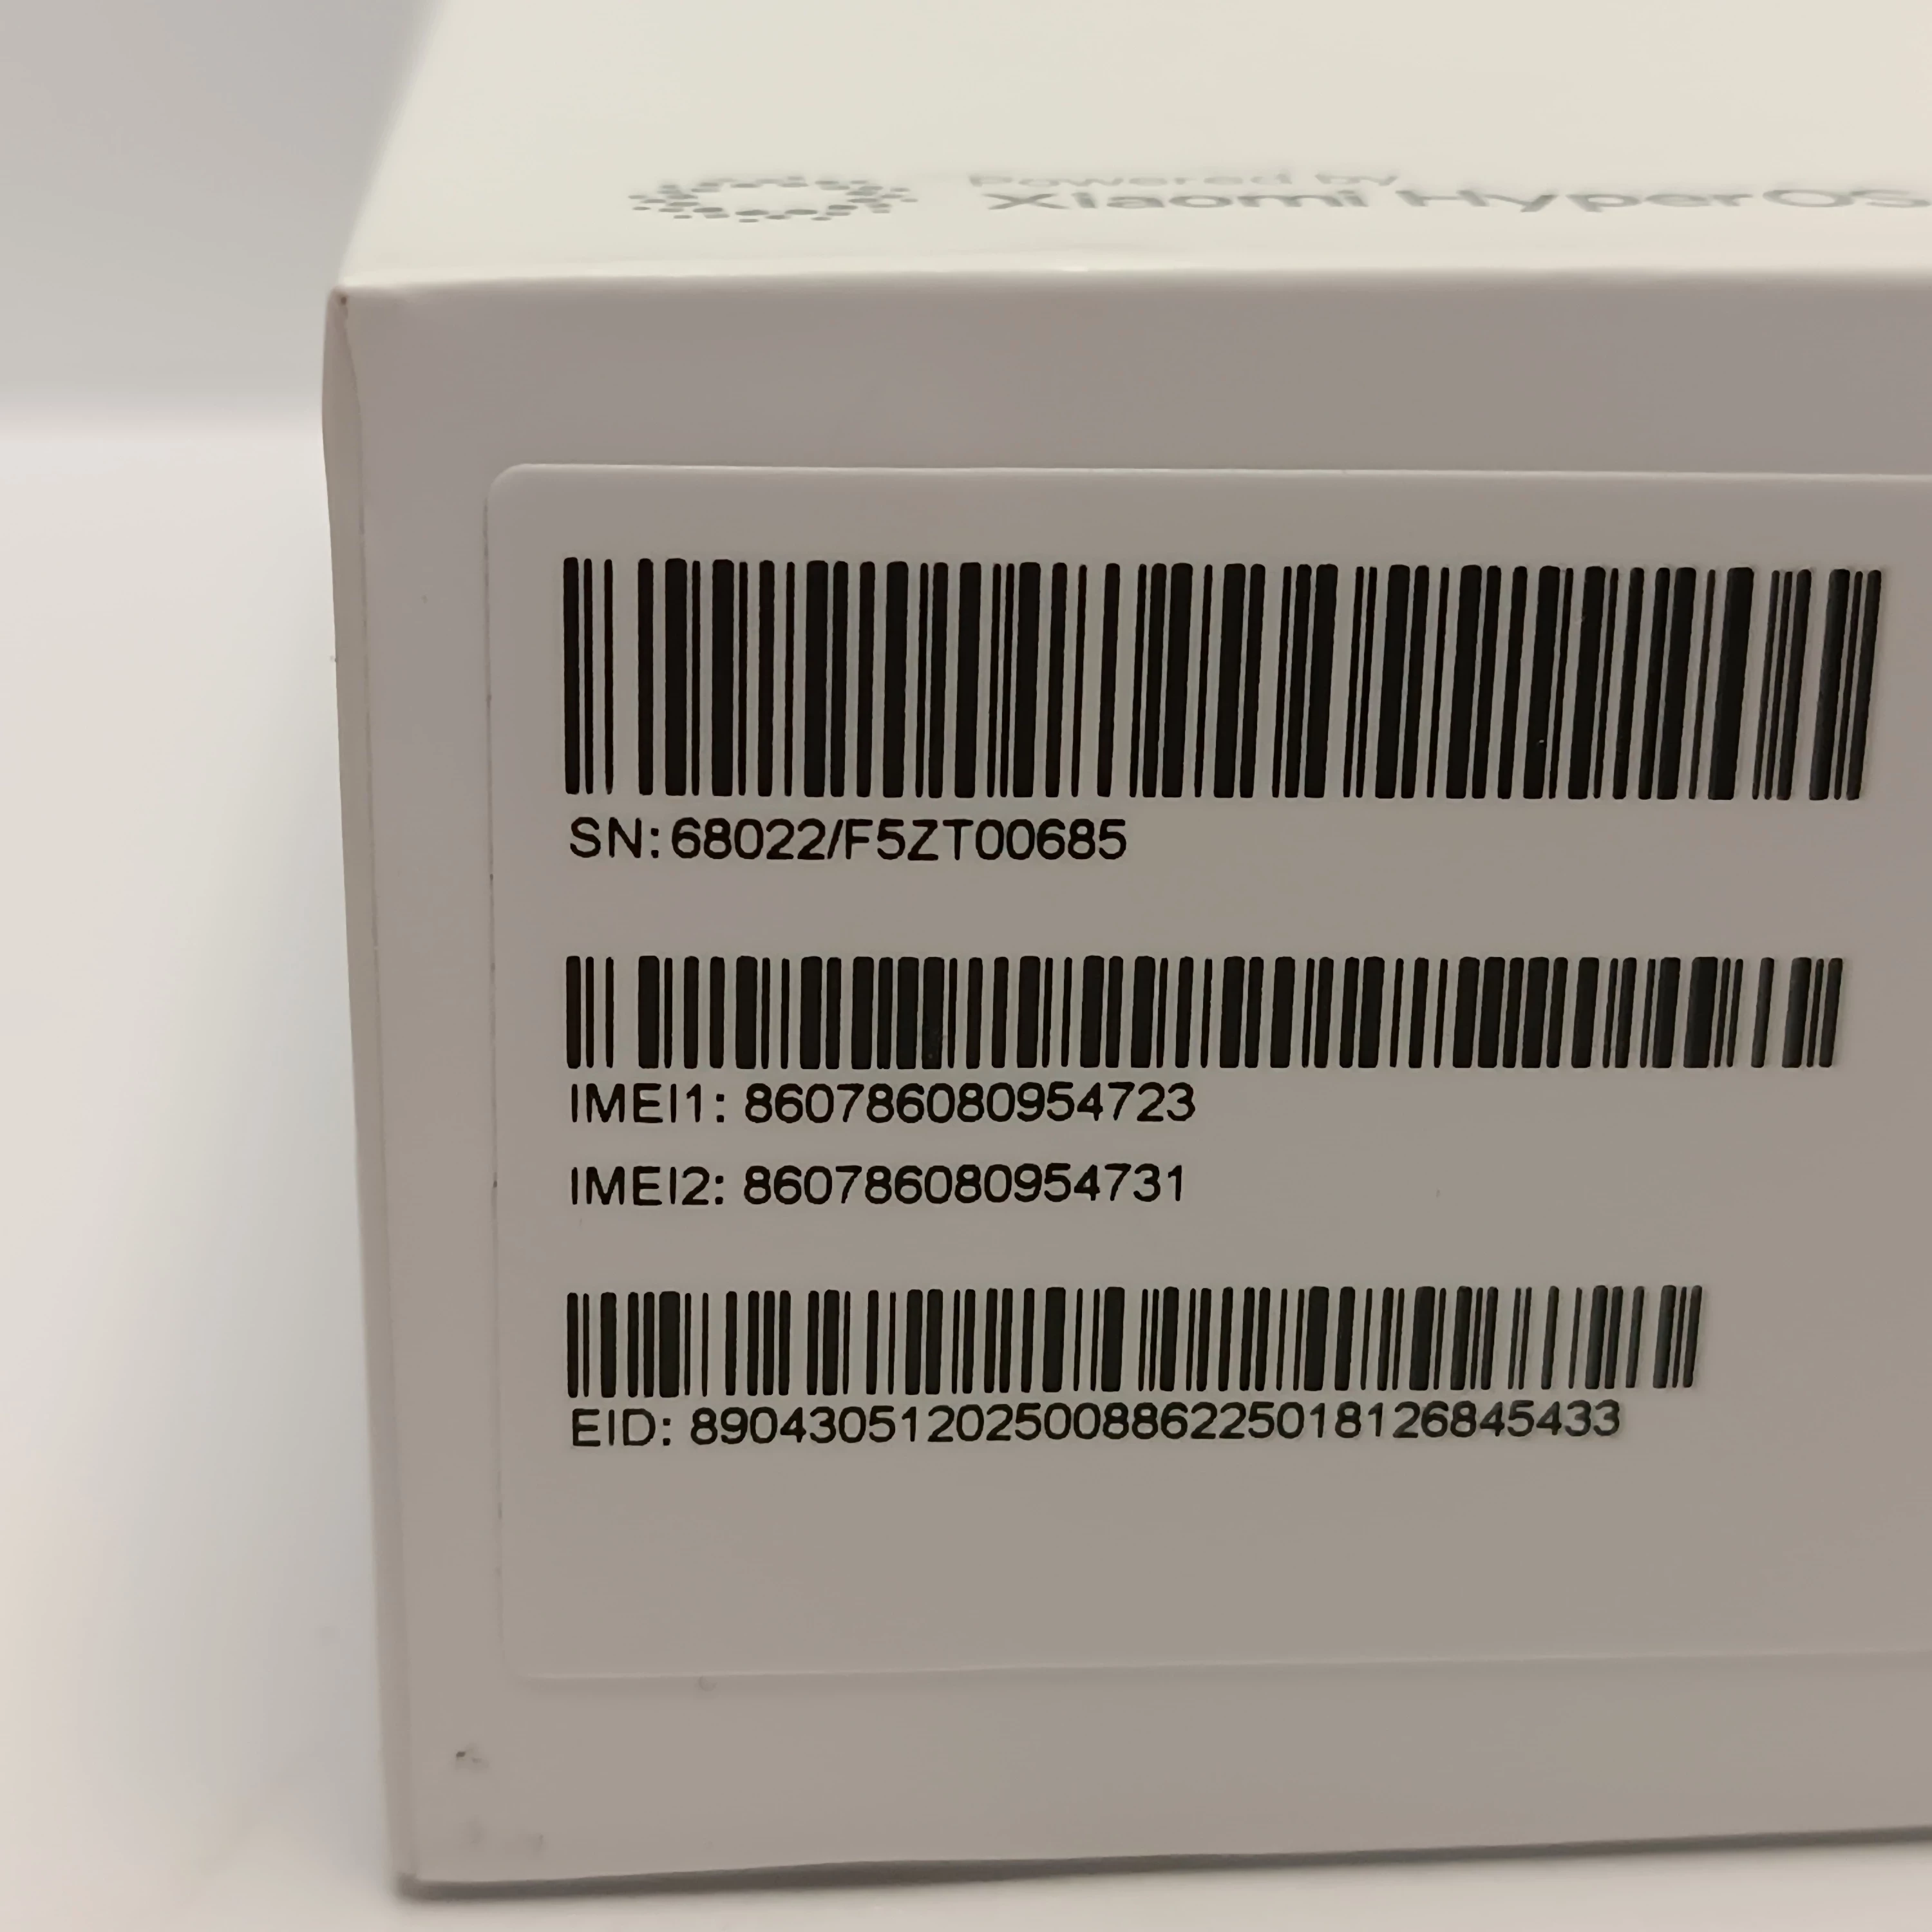 Powered by
Xiaomi HyperOS
SN: 68022/F5ZT00685
IMEI1: 860786080954723
IMEI2: 860786080954731
EID: 89043051202500886225018126845433